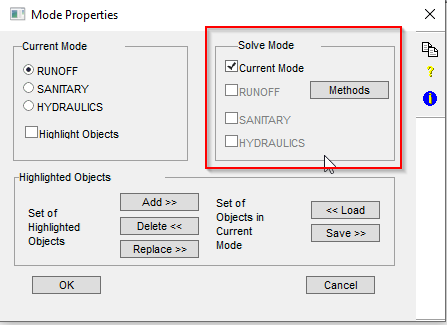 Mode Properties
Current Mode
RUNOFF
SANITARY
HYDRAULICS
Highlight Objects
Solve Mode
Current Mode
RUNOFF
Methods
SANITARY
HYDRAULICS
Highlighted Objects
Set of
Highlighted
Objects
Add >>
Delete <<
Replace >>
Set of
Objects in
Current
Mode
<< Load
Save >>
OK
Cancel